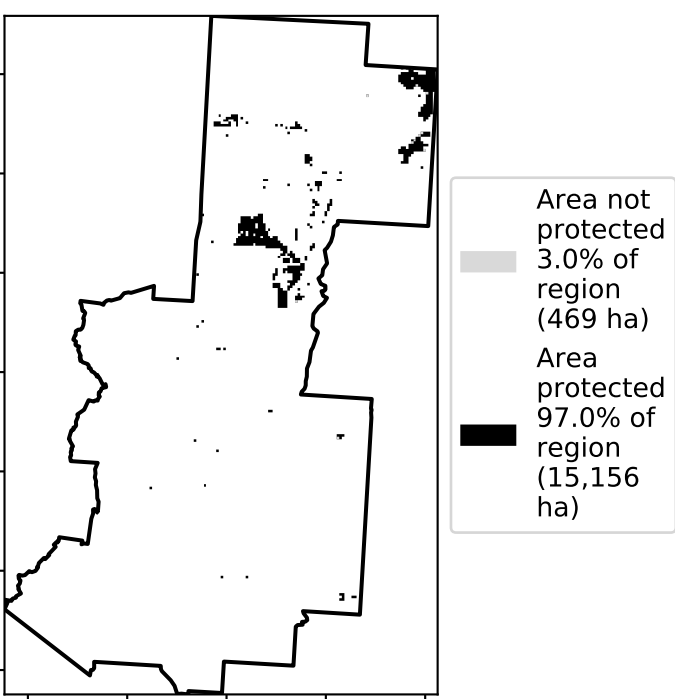 Area not
protected
3.0% of
region
(469 ha)
Area
protected
97.0% of
region
(15,156
ha)